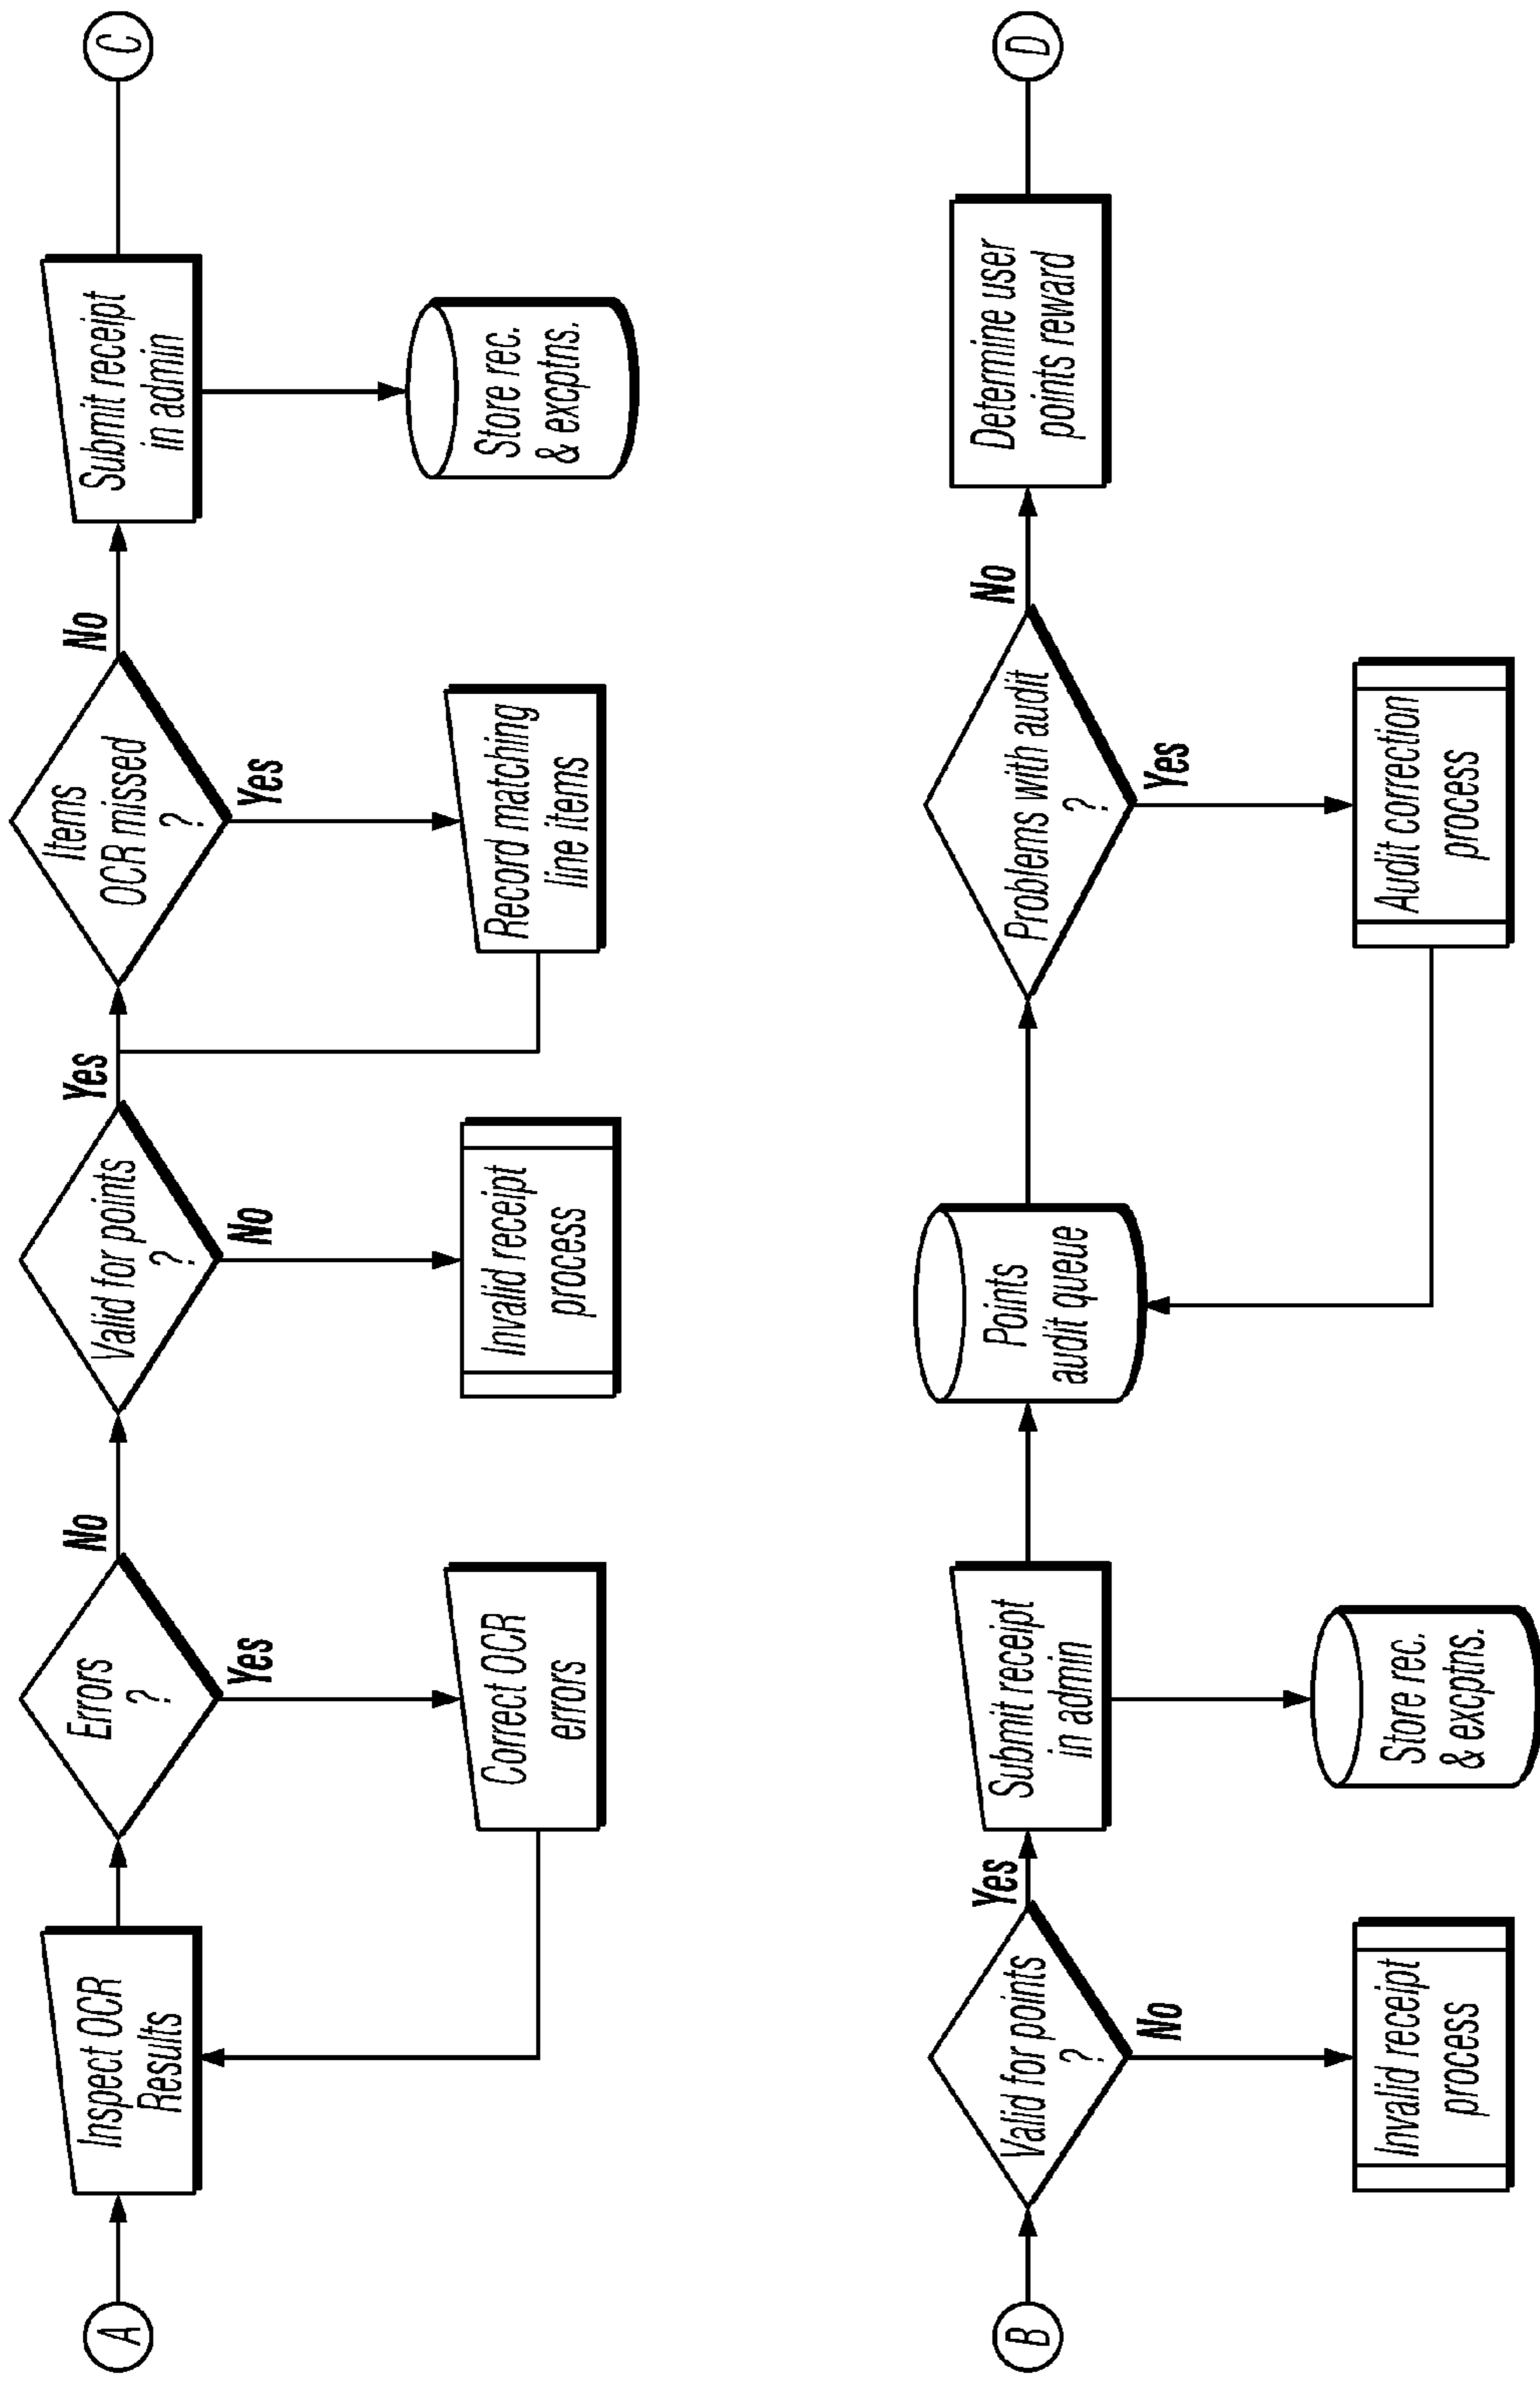 A
Inspect OCR
Results
Errors
?
Yes
Correct OCR
errors
No
Valid for points
?
No
Invalid receipt
process
Yes
Items
OCR missed
?
Yes
Record matching
line items
No
Submit receipt
in admin
Store rec.
& excptns.
C
B
Valid for points
?
No
Invalid receipt
process
Yes
Submit receipt
in admin
Store rec.
& excptns.
Points
audit queue
Problems with audit
?
Yes
Audit correction
process
No
Determine user
points reward
D